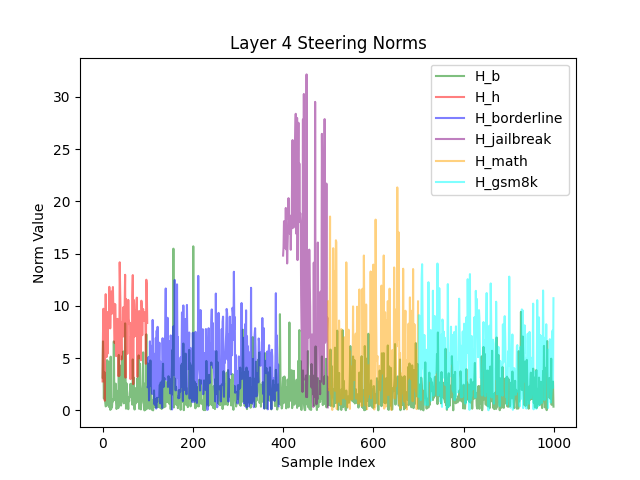 Layer 4 Steering Norms
H_b
H_h
H_borderline
H_jailbreak
H_math
H_gsm8k
Norm Value
30
25
20
15
10
5
0
0
200
400
600
800
1000
Sample Index